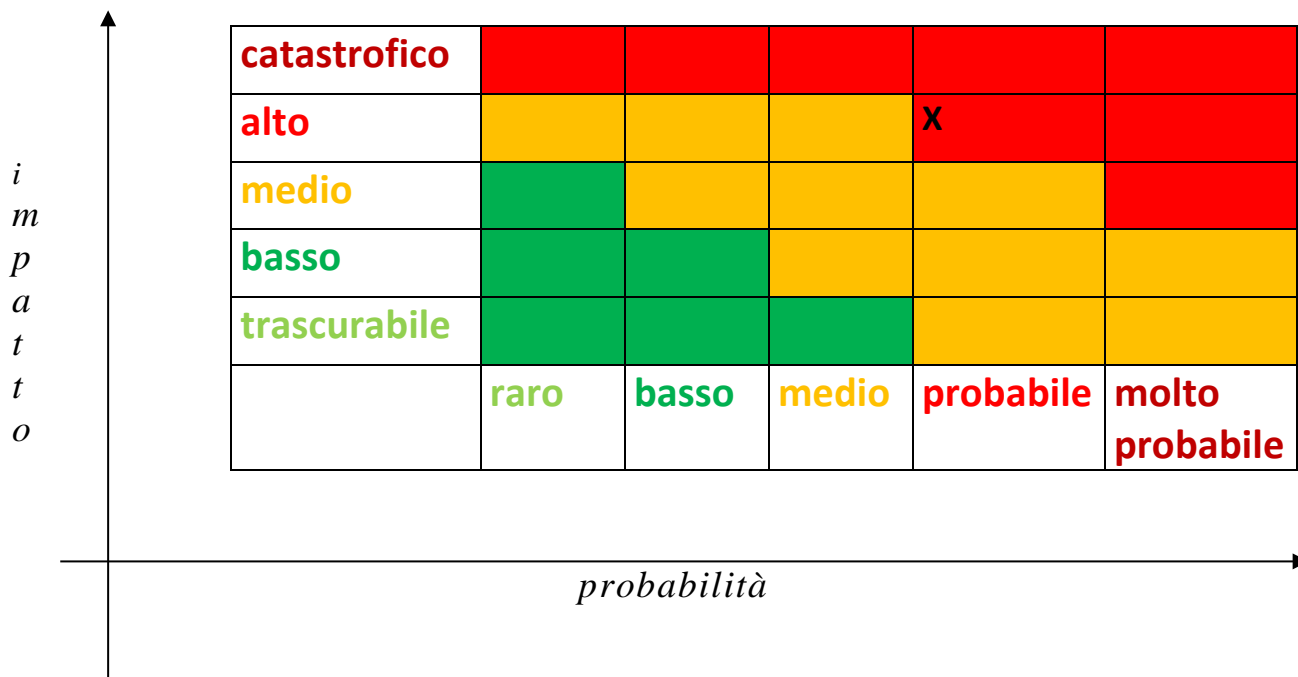 catastrofico
alto X
medio
basso
trascurabile
raro basso medio probabile molto
probabile
i
m
p
a
t
t
o
probabilità